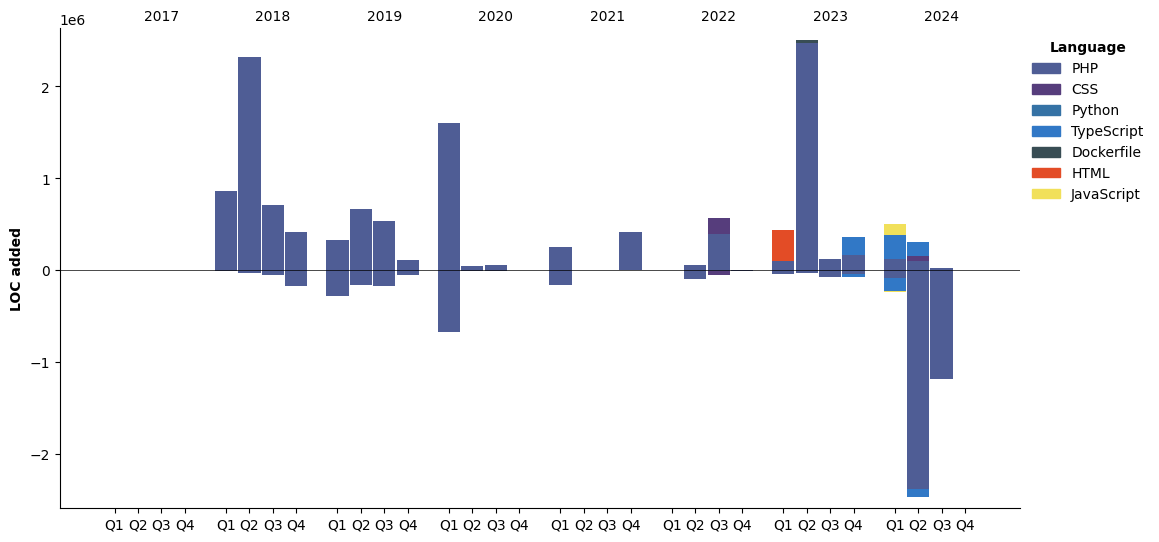 2017 2018 2019 2020 2021 2022 2023 2024
1e6
Language
PHP
CSS
Python
TypeScript
Dockerfile
HTML
JavaScript
2
1
0
−1
−2
LOC added
Q1 Q2 Q3 Q4 Q1 Q2 Q3 Q4 Q1 Q2 Q3 Q4 Q1 Q2 Q3 Q4 Q1 Q2 Q3 Q4 Q1 Q2 Q3 Q4 Q1 Q2 Q3 Q4 Q1 Q2 Q3 Q4